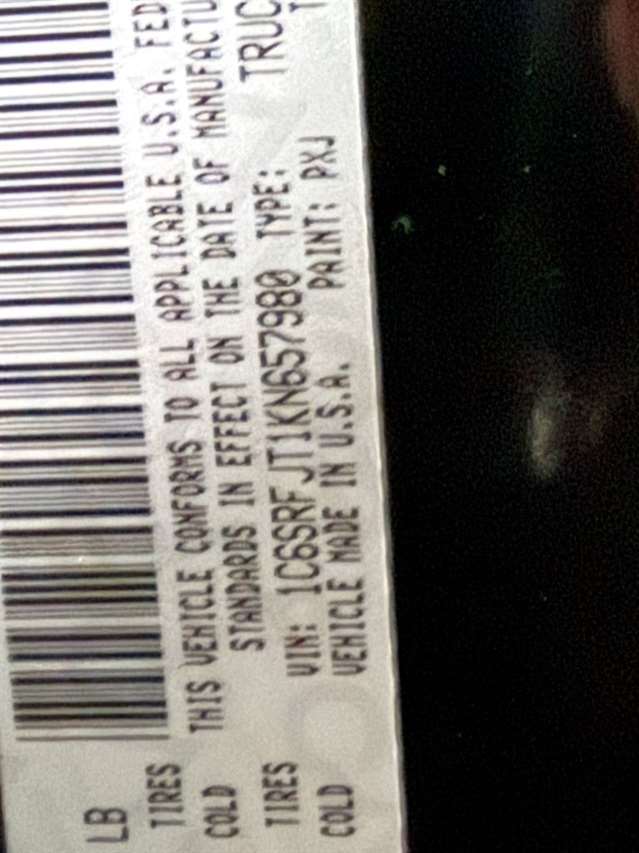 LB
TIRES
COLD
TIRES
COLD
THIS VEHICLE CONFORMS TO ALL APPLICABLE U.S.A. FED
STANDARDS IN EFFECT ON THE DATE OF MANUFACTU
VIN: 1C6SRFJT1KN657980 TYPE: TRUC
VEHICLE MADE IN U.S.A. PAINT: PXJ T